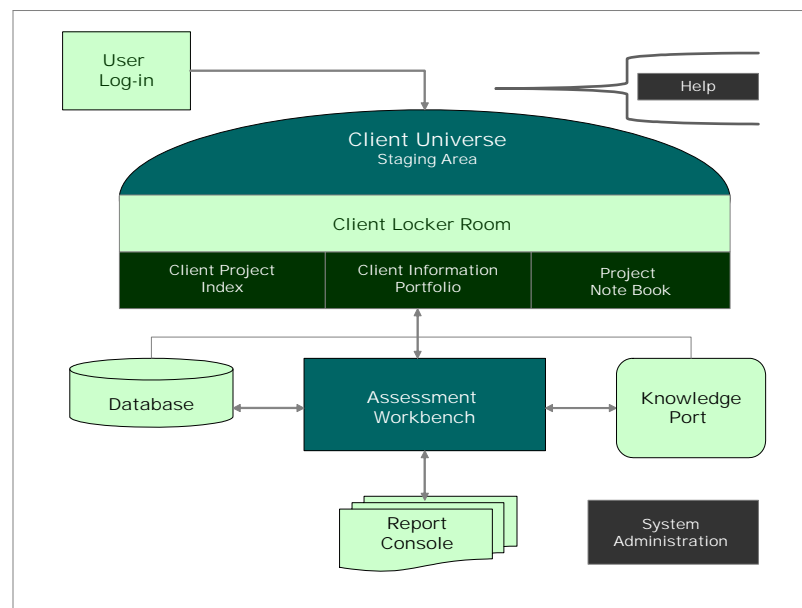 User
Log-in
Help
Client Universe
Staging Area
Client Locker Room
Client Project
Index
Client Information
Portfolio
Project
Note Book
Database
Assessment
Workbench
Knowledge
Port
Report
Console
System
Administration